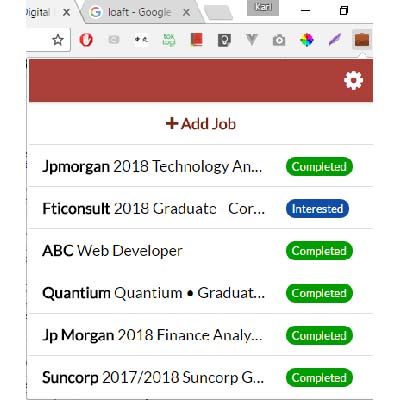 Digital
loaft - Google
Karl
Add Job
Jpmorgan 2018 Technology An...
Completed
Fticonsult 2018 Graduate - Cor...
Interested
ABC Web Developer
Completed
Quantium Quantium • Graduat...
Completed
Jp Morgan 2018 Finance Analy...
Completed
Suncorp 2017/2018 Suncorp G...
Completed